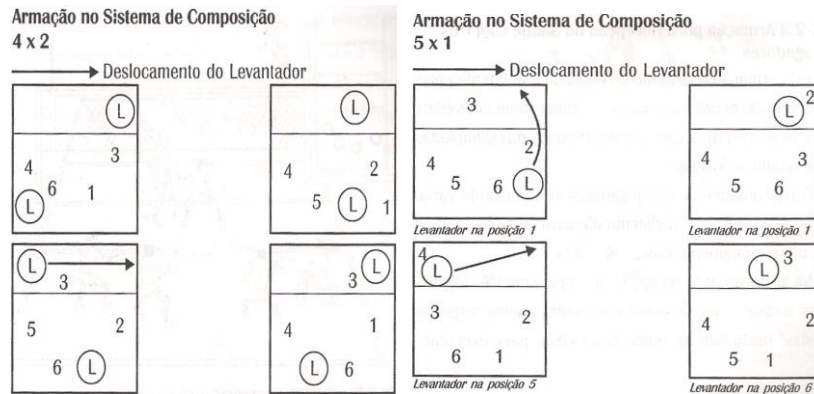 Armação no Sistema de Composição
4 x 2
Deslocamento do Levantador
L
3
4
6
1
L
L
2
4
5
L
1
L
3
5
2
6
L
L
3
1
4
L
6
Armação no Sistema de Composição
5 x 1
Deslocamento do Levantador
3
2
4
5
6
L
Levantador na posição 1
L
2
4
3
5
6
Levantador na posição 1
4
L
3
2
6
1
Levantador na posição 5
L
3
4
2
5
1
Levantador na posição 6